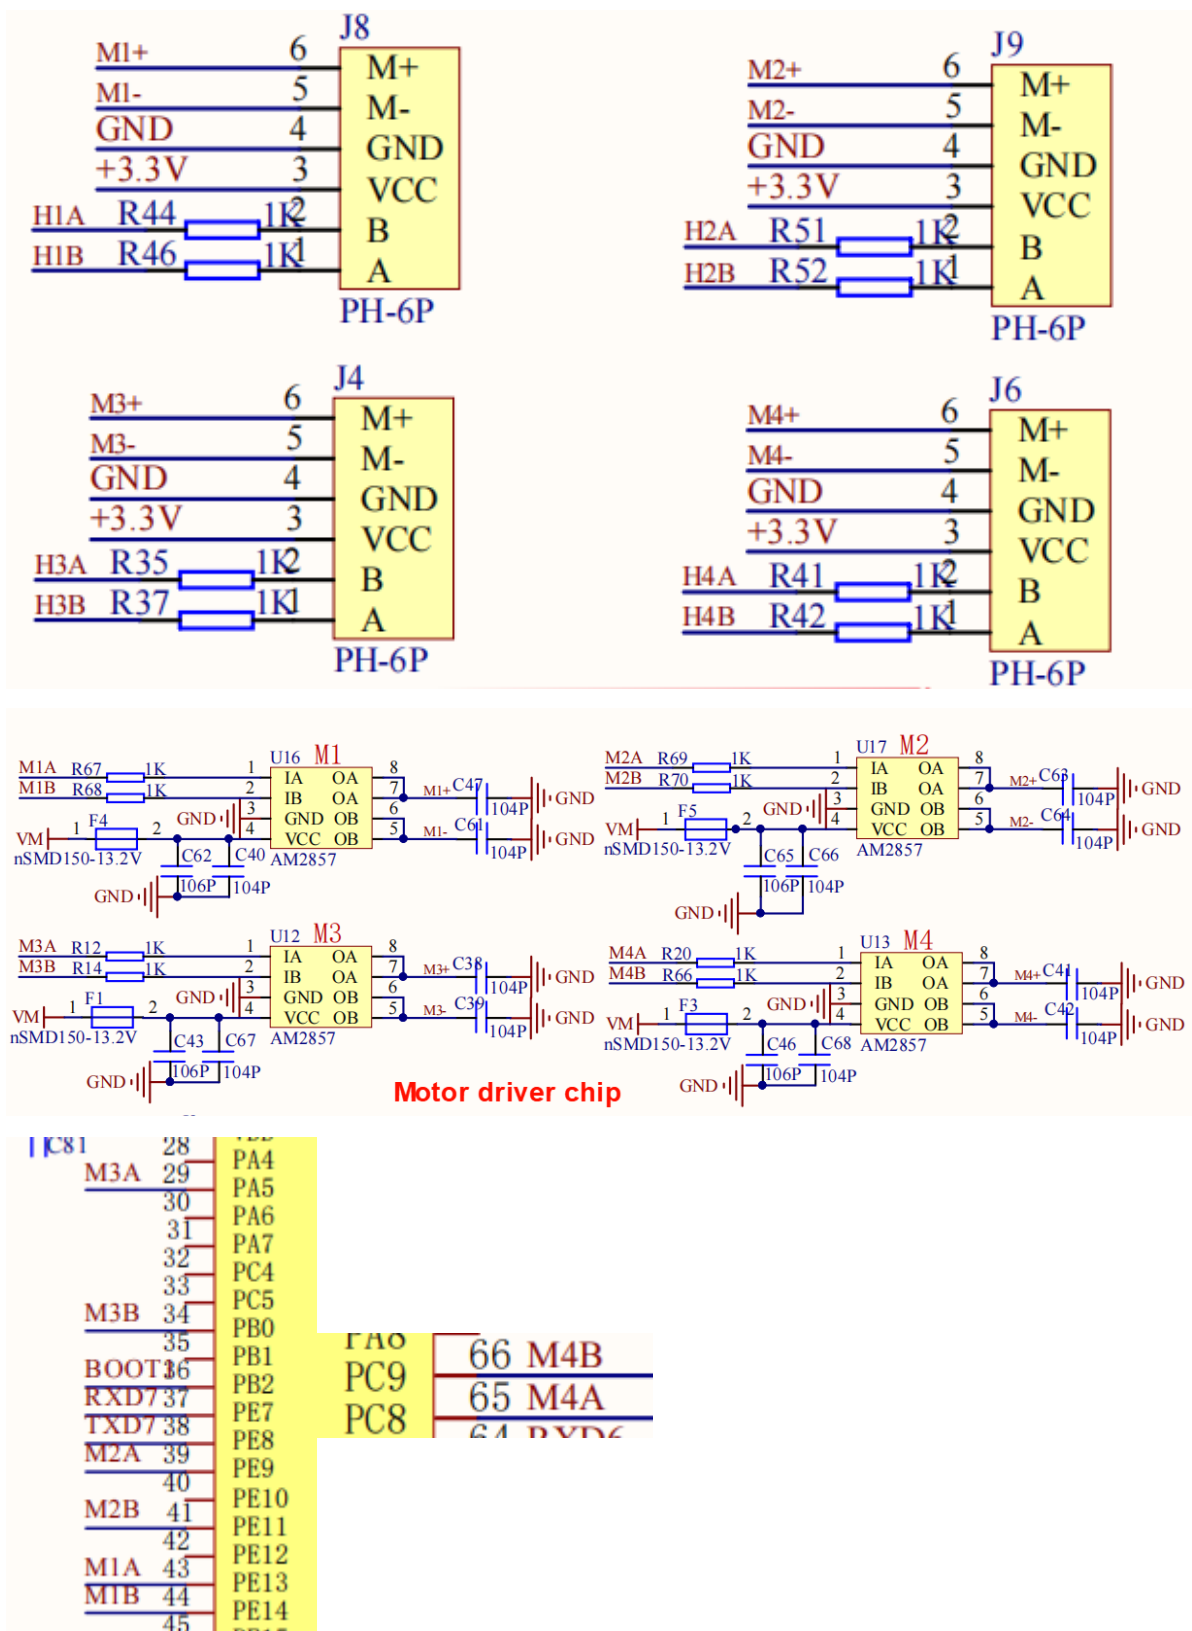 J8
M1+ 6 M+
M1- 5 M-
GND 4 GND
+3.3V 3 VCC
H1A R44 1K 2 B
H1B R46 1K 1 A
PH-6P
J9
M2+ 6 M+
M2- 5 M-
GND 4 GND
+3.3V 3 VCC
H2A R51 1K 2 B
H2B R52 1K 1 A
PH-6P
J4
M3+ 6 M+
M3- 5 M-
GND 4 GND
+3.3V 3 VCC
H3A R35 1K 2 B
H3B R37 1K 1 A
PH-6P
J6
M4+ 6 M+
M4- 5 M-
GND 4 GND
+3.3V 3 VCC
H4A R41 1K 2 B
H4B R42 1K 1 A
PH-6P
U16 M1
M1A R67 1K 1 IA OA 8
M1B R68 1K 2 IB OA 7 M1+ C47 104P GND
GND 3 GND OB 6
VM 1 F4 2 4 VCC OB 5 M1- C61 104P GND
nSMD150-13.2V AM2857
C62 C40
106P 104P
GND
U17 M2
M2A R69 1K 1 IA OA 8
M2B R70 1K 2 IB OA 7 M2+ C63 104P GND
GND 3 GND OB 6
VM 1 F5 2 4 VCC OB 5 M2- C64 104P GND
nSMD150-13.2V AM2857
C65 C66
106P 104P
GND
U12 M3
M3A R12 1K 1 IA OA 8
M3B R14 1K 2 IB OA 7 M3+ C38 104P GND
GND 3 GND OB 6
VM 1 F1 2 4 VCC OB 5 M3- C39 104P GND
nSMD150-13.2V AM2857
C43 C67
106P 104P
GND
U13 M4
M4A R20 1K 1 IA OA 8
M4B R66 1K 2 IB OA 7 M4+ C41 104P GND
GND 3 GND OB 6
VM 1 F3 2 4 VCC OB 5 M4- C42 104P GND
nSMD150-13.2V AM2857
C46 C68
106P 104P
GND
Motor driver chip
C81 28
PA4
M3A 29 PA5
30 PA6
31 PA7
32 PC4
33 PC5
M3B 34 PB0
35 PB1
BOOT1 36 PB2
RXD7 37 PE7
TXD7 38 PE8
M2A 39 PE9
40 PE10
M2B 41 PE11
42 PE12
M1A 43 PE13
M1B 44 PE14
45
PA8
PC9 66 M4B
PC8 65 M4A
64 RXD6